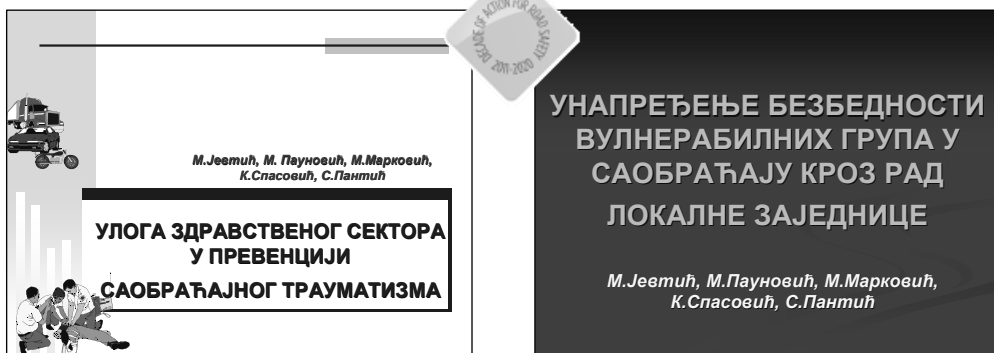 DECADE OF ACTION FOR ROAD SAFETY
2011-2020
М.Јевтић, М. Пауновић, М.Марковић,
К.Спасовић, С.Пантић
УЛОГА ЗДРАВСТВЕНОГ СЕКТОРА
У ПРЕВЕНЦИЈИ
САОБРАЋАЈНОГ ТРАУМАТИЗМА
УНАПРЕЂЕЊЕ БЕЗБЕДНОСТИ
ВУЛНЕРАБИЛНИХ ГРУПА У
САОБРАЋАЈУ КРОЗ РАД
ЛОКАЛНЕ ЗАЈЕДНИЦЕ
М.Јевтић, М.Пауновић, М.Марковић,
К.Спасовић, С.Пантић